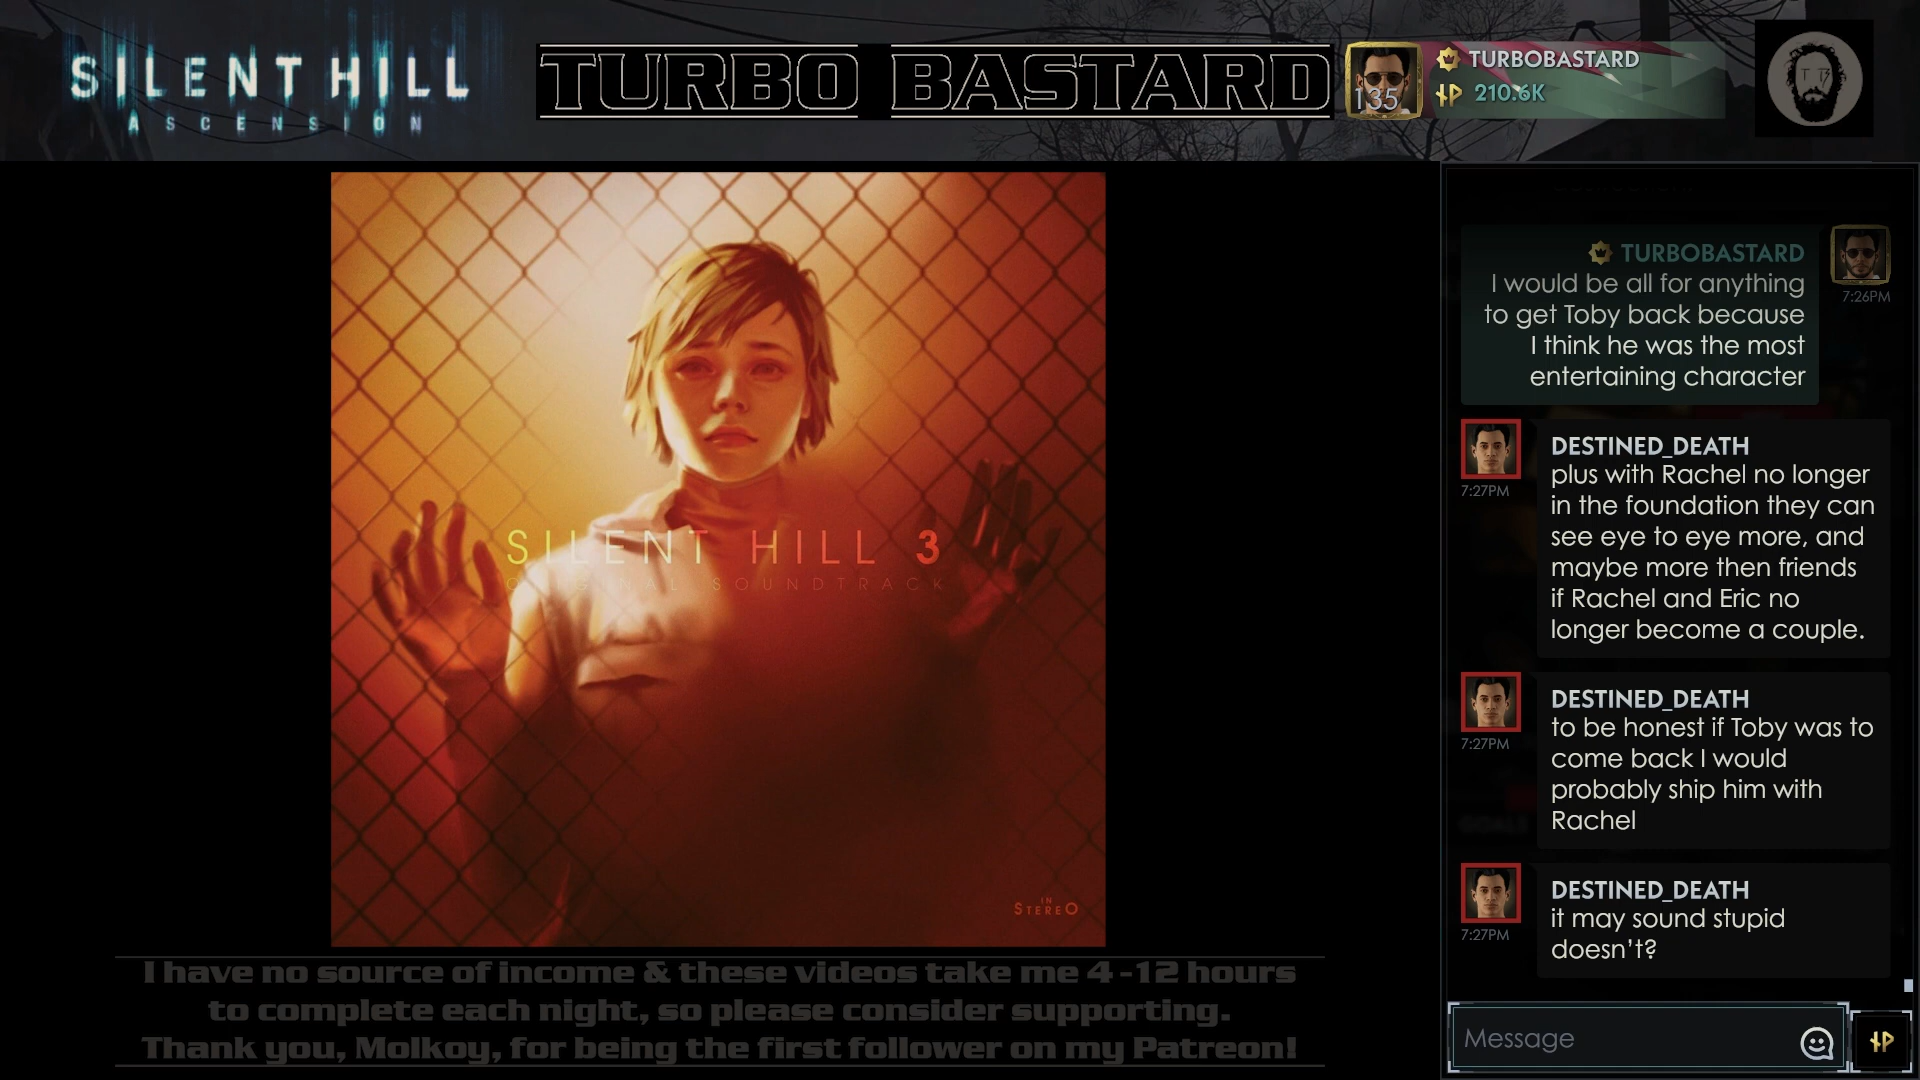 SILENT HILL
ASCENSION
TURBO BASTARD
135
TURBOBASTARD
210.6K
SILENT HILL 3
ORIGINAL SOUNDTRACK
IN
STEREO
I have no source of income & these videos take me 4 -12 hours
to complete each night, so please consider supporting.
Thank you, Molkoy, for being the first follower on my Patreon!
TURBOBASTARD
I would be all for anything
to get Toby back because
I think he was the most
entertaining character
7:26PM
DESTINED_DEATH
plus with Rachel no longer
in the foundation they can
see eye to eye more, and
maybe more then friends
if Rachel and Eric no
longer become a couple.
7:27PM
DESTINED_DEATH
to be honest if Toby was to
come back I would
probably ship him with
Rachel
7:27PM
DESTINED_DEATH
it may sound stupid
doesn't?
7:27PM
Message